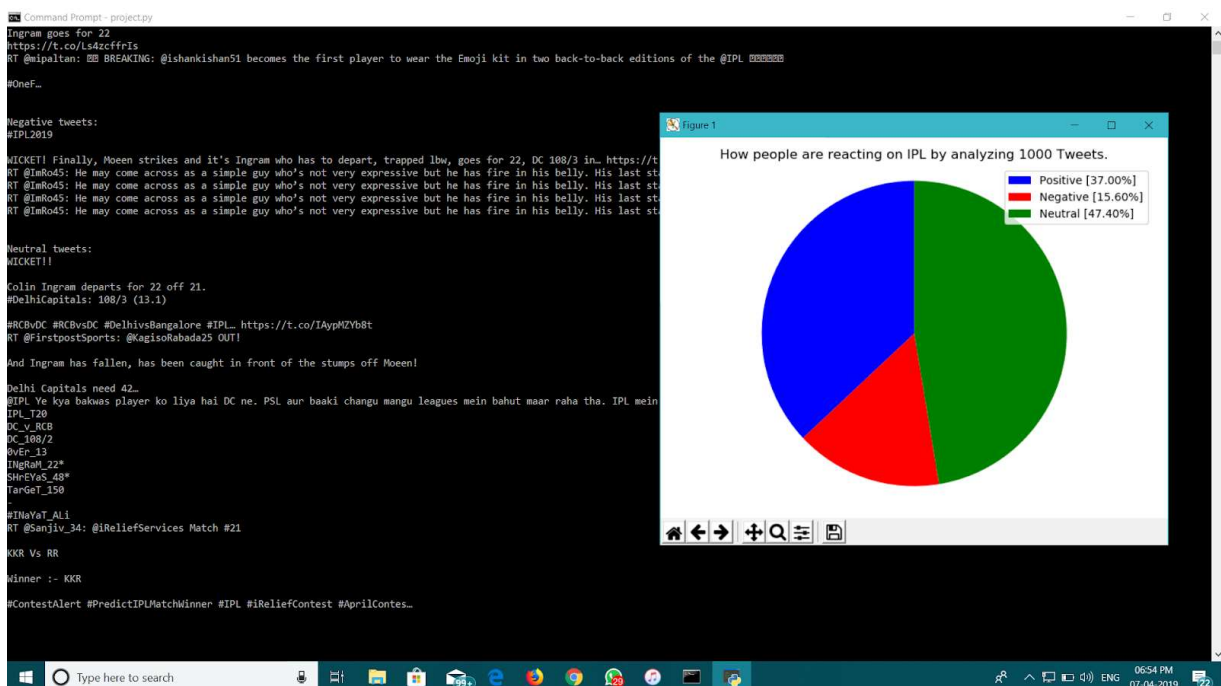 Command Prompt - project.py
Ingram goes for 22
https://t.co/Ls4zcffrIs
RT @mipaltan: BREAKING: @ishankishan51 becomes the first player to wear the Emoji kit in two back-to-back editions of the @IPL
#OneF…
Negative tweets:
#IPL2019
WICKET! Finally, Moeen strikes and it's Ingram who has to depart, trapped lbw, goes for 22, DC 108/3 in… https://t
RT @ImRo45: He may come across as a simple guy who's not very expressive but he has fire in his belly. His last sta
RT @ImRo45: He may come across as a simple guy who's not very expressive but he has fire in his belly. His last sta
RT @ImRo45: He may come across as a simple guy who's not very expressive but he has fire in his belly. His last sta
RT @ImRo45: He may come across as a simple guy who's not very expressive but he has fire in his belly. His last sta
Neutral tweets:
WICKET!!
Colin Ingram departs for 22 off 21.
#DelhiCapitals: 108/3 (13.1)
#RCBvDC #RCBvsDC #DelhivsBangalore #IPL… https://t.co/IAypMZYb8t
RT @FirstpostSports: @KagisoRabada25 OUT!
And Ingram has fallen, has been caught in front of the stumps off Moeen!
Delhi Capitals need 42…
@IPL Ye kya bakwas player ko liya hai DC ne. PSL aur baaki changu mangu leagues mein bahut maar raha tha. IPL mein
IPL_T20
DC_v_RCB
DC_108/2
0vEr_13
INgRaM_22*
SHrEYaS_48*
TarGeT_150
-
#INaYaT_ALi
RT @Sanjiv_34: @iReliefServices Match #21
KKR Vs RR
Winner :- KKR
#ContestAlert #PredictIPLMatchWinner #IPL #iReliefContest #AprilContes…
Figure 1
How people are reacting on IPL by analyzing 1000 Tweets.
Positive [37.00%]
Negative [15.60%]
Neutral [47.40%]
Type here to search
99+
29
ENG
06:54 PM
07-04-2019
22